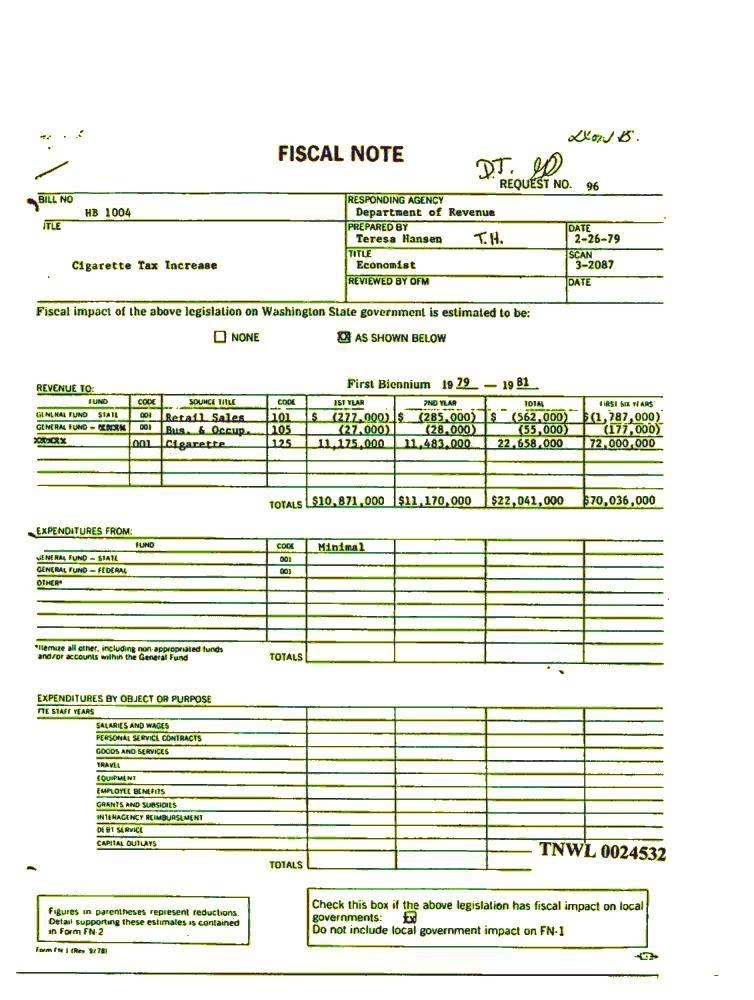 FISCAL NOTE
D.T.
REQUEST NO. 96
BILL NO
HB 1004
RESPONDING AGENCY
Department of Revenue
TITLE
Cigarette Tax Increase
PREPARED BY
Teresa Hansen T.H.
DATE
2-26-79
TITLE
Economist
SCAN
3-2087
REVIEWED BY OFM
DATE
Fiscal impact of the above legislation on Washington State government is estimated to be:
NONE
AS SHOWN BELOW
REVENUE TO:
First Biennium 19 79 — 19 81
FUND CODE SOURCE TITLE CODE 1ST YEAR 2ND YEAR TOTAL FIRST SIX YEARS
GENERAL FUND STATE 001 Retail Sales 101 $ (277,000) $ (285,000) $ (562,000) $(1,787,000)
GENERAL FUND – 001 Bus. & Occup. 105 (27,000) (28,000) (55,000) (177,000)
001 Cigarette 125 11,175,000 11,483,000 22,658,000 72,000,000
TOTALS $10,871,000 $11,170,000 $22,041,000 $70,036,000
EXPENDITURES FROM:
FUND CODE Minimal
GENERAL FUND – STATE 001
GENERAL FUND – FEDERAL 001
OTHER*
*Itemize all other, including non-appropriated funds
and/or accounts within the General Fund
TOTALS
EXPENDITURES BY OBJECT OR PURPOSE
FTE STAFF YEARS
SALARIES AND WAGES
PERSONAL SERVICE CONTRACTS
GOODS AND SERVICES
TRAVEL
EQUIPMENT
EMPLOYEE BENEFITS
GRANTS AND SUBSIDIES
INTERAGENCY REIMBURSEMENT
DEBT SERVICE
CAPITAL OUTLAYS
TNWL 0024532
TOTALS
Figures in parentheses represent reductions.
Detail supporting these estimates is contained
in Form FN-2
Check this box if the above legislation has fiscal impact on local
governments:
Do not include local government impact on FN-1
Form FN 1 (Rev 9/78)